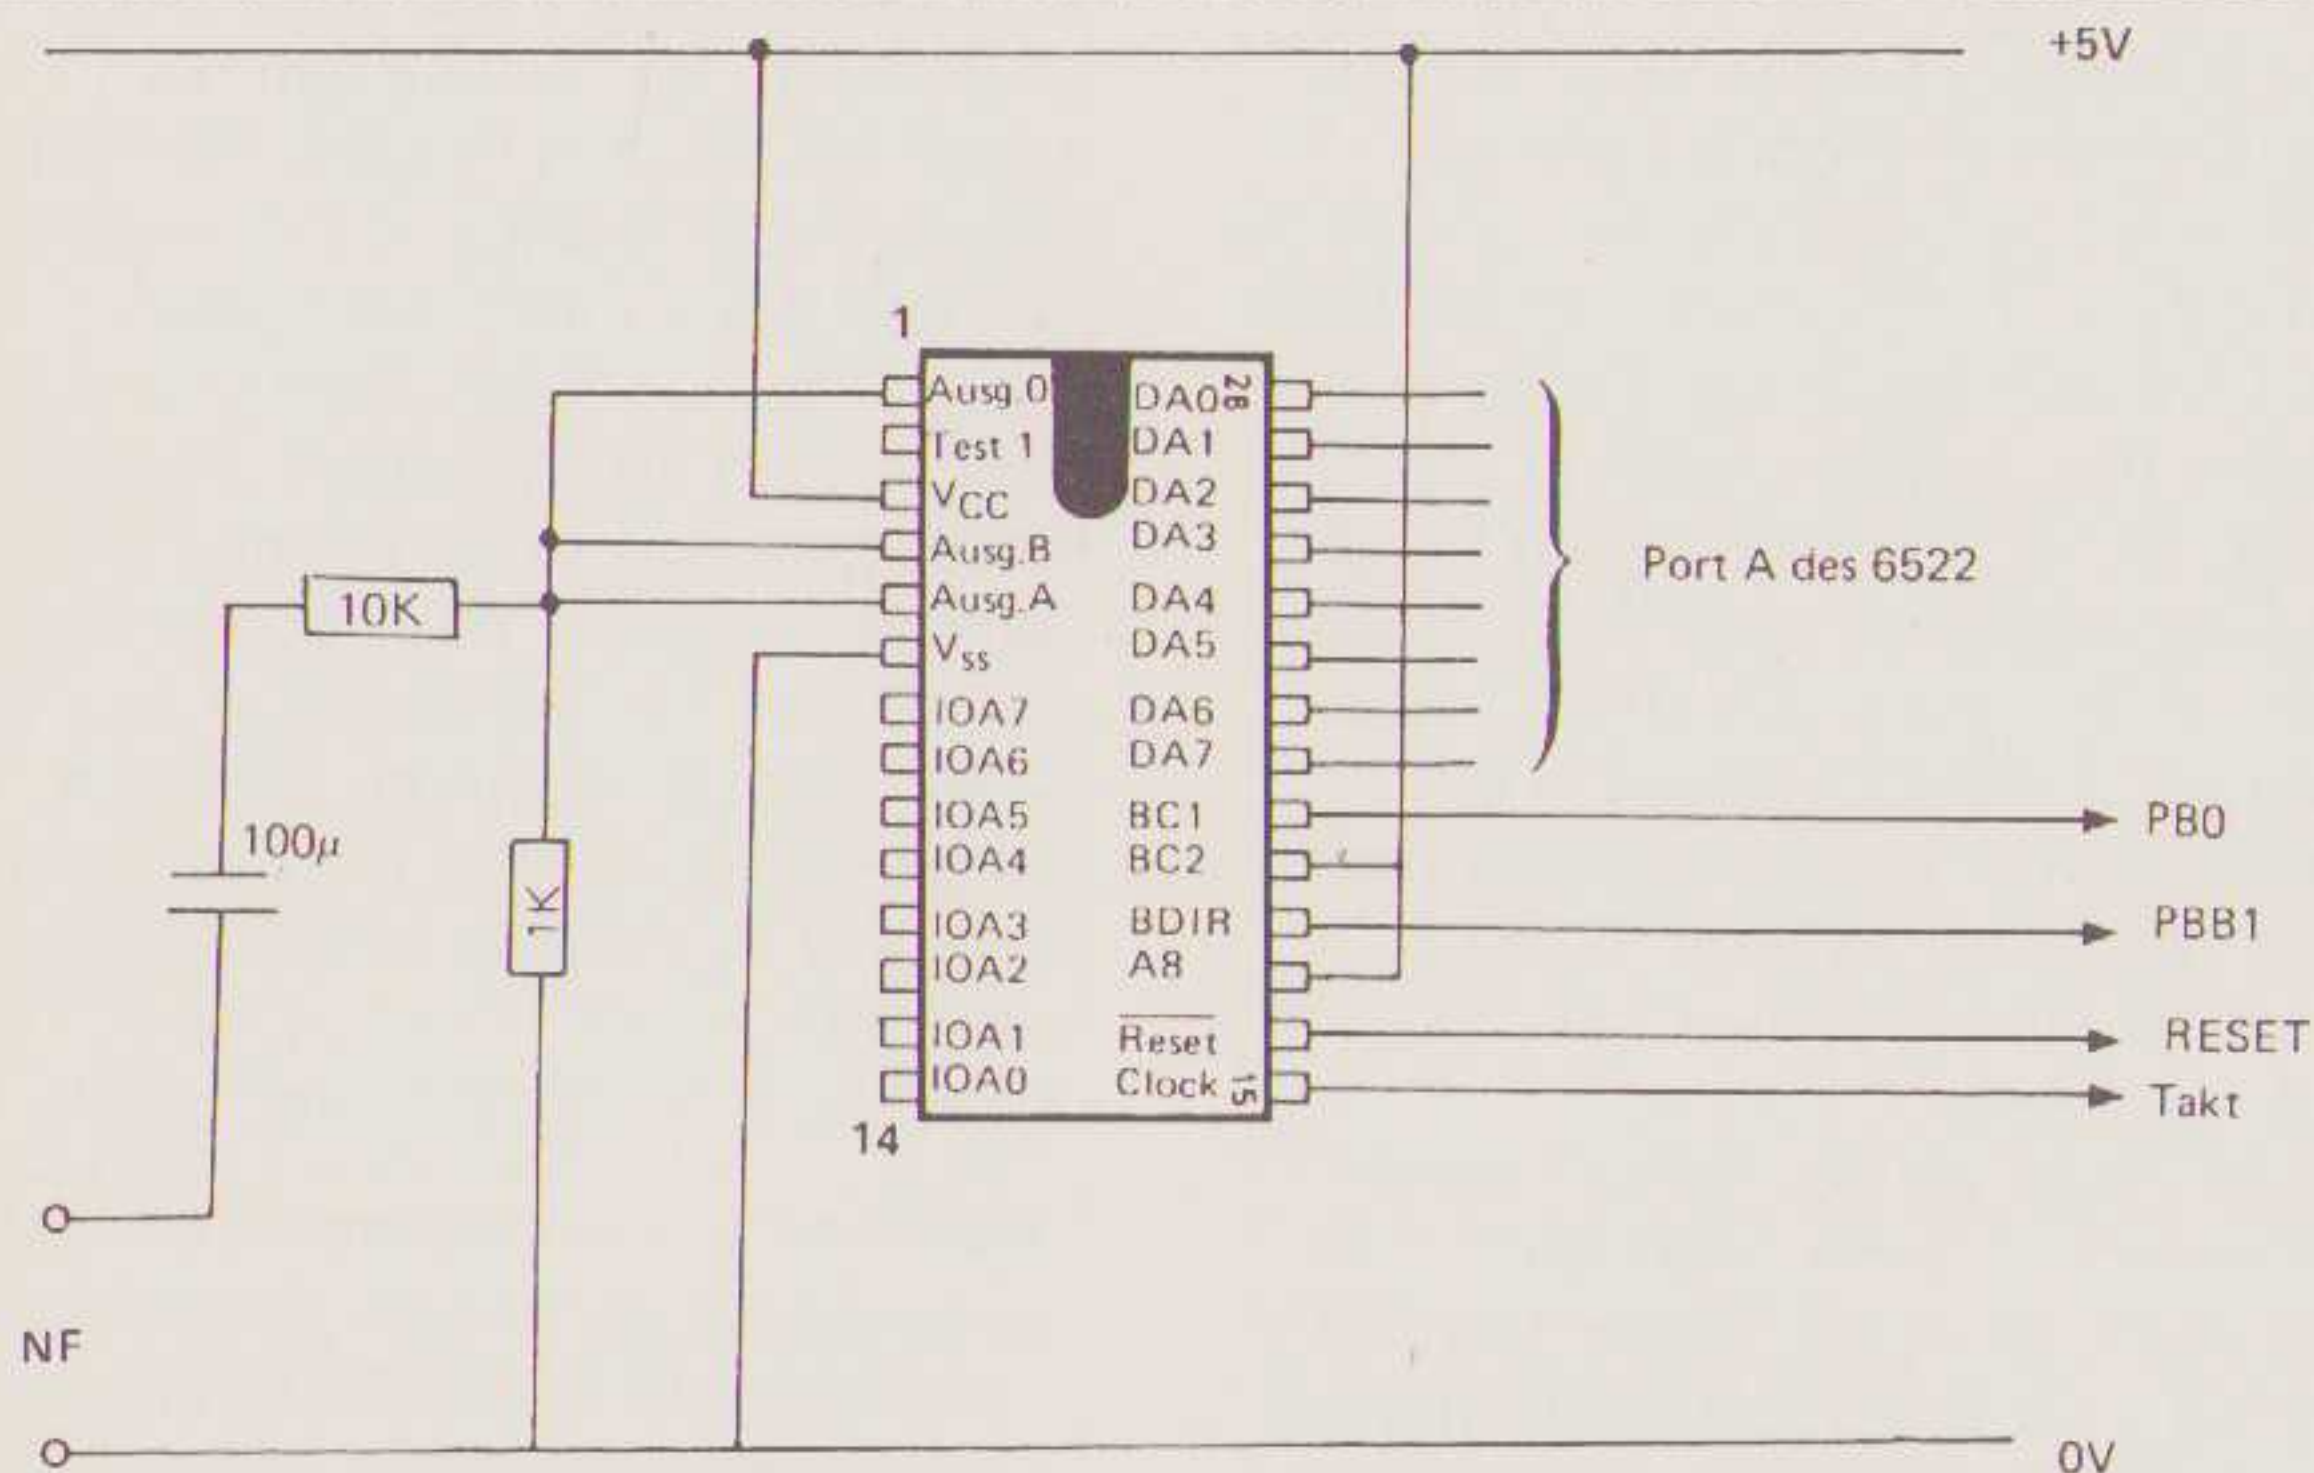 +5V
1
Ausg.0
Test 1
VCC
Ausg.B
Ausg.A
Vss
IOA7
IOA6
IOA5
IOA4
IOA3
IOA2
IOA1
IOA0
14
28
DA0
DA1
DA2
DA3
DA4
DA5
DA6
DA7
BC1
BC2
BDIR
A8
Reset
Clock
15
Port A des 6522
PB0
PBB1
RESET
Takt
10K
100µ
1K
NF
0V